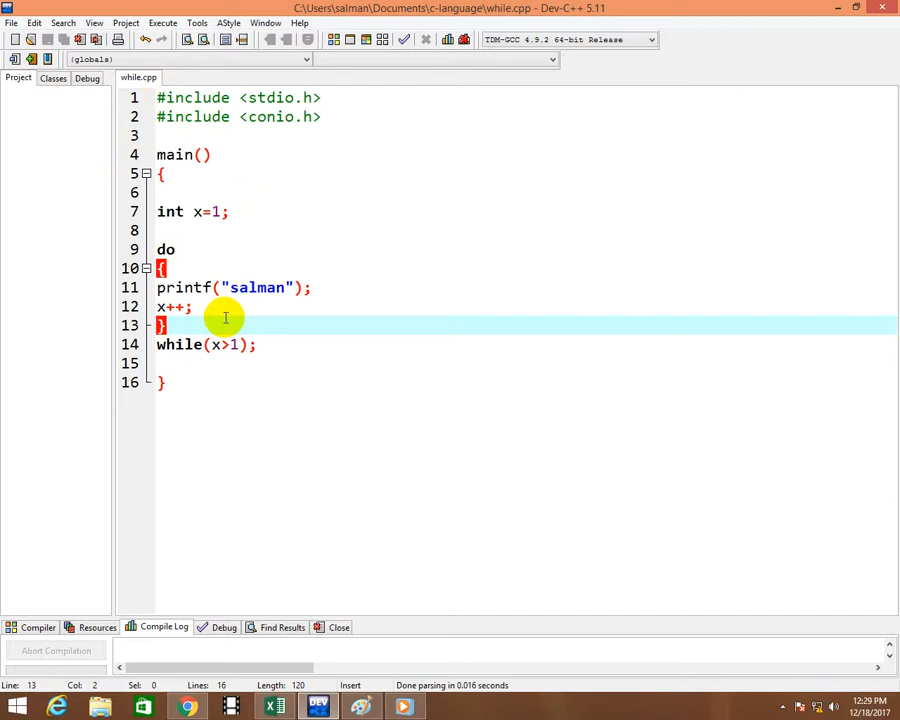 C:\Users\salman\Documents\c-language\while.cpp - Dev-C++ 5.11
File Edit Search View Project Execute Tools AStyle Window Help
TDM-GCC 4.9.2 64-bit Release
(globals)
Project Classes Debug while.cpp
1 #include <stdio.h>
2 #include <conio.h>
3
4 main()
5 {
6
7 int x=1;
8
9 do
10 {
11 printf("salman");
12 x++;
13 }
14 while(x>1);
15
16 }
Compiler Resources Compile Log Debug Find Results Close
Abort Compilation
Line: 13 Col: 2 Sel: 0 Lines: 16 Length: 120 Insert Done parsing in 0.016 seconds
DEV
12:29 PM
12/18/2017